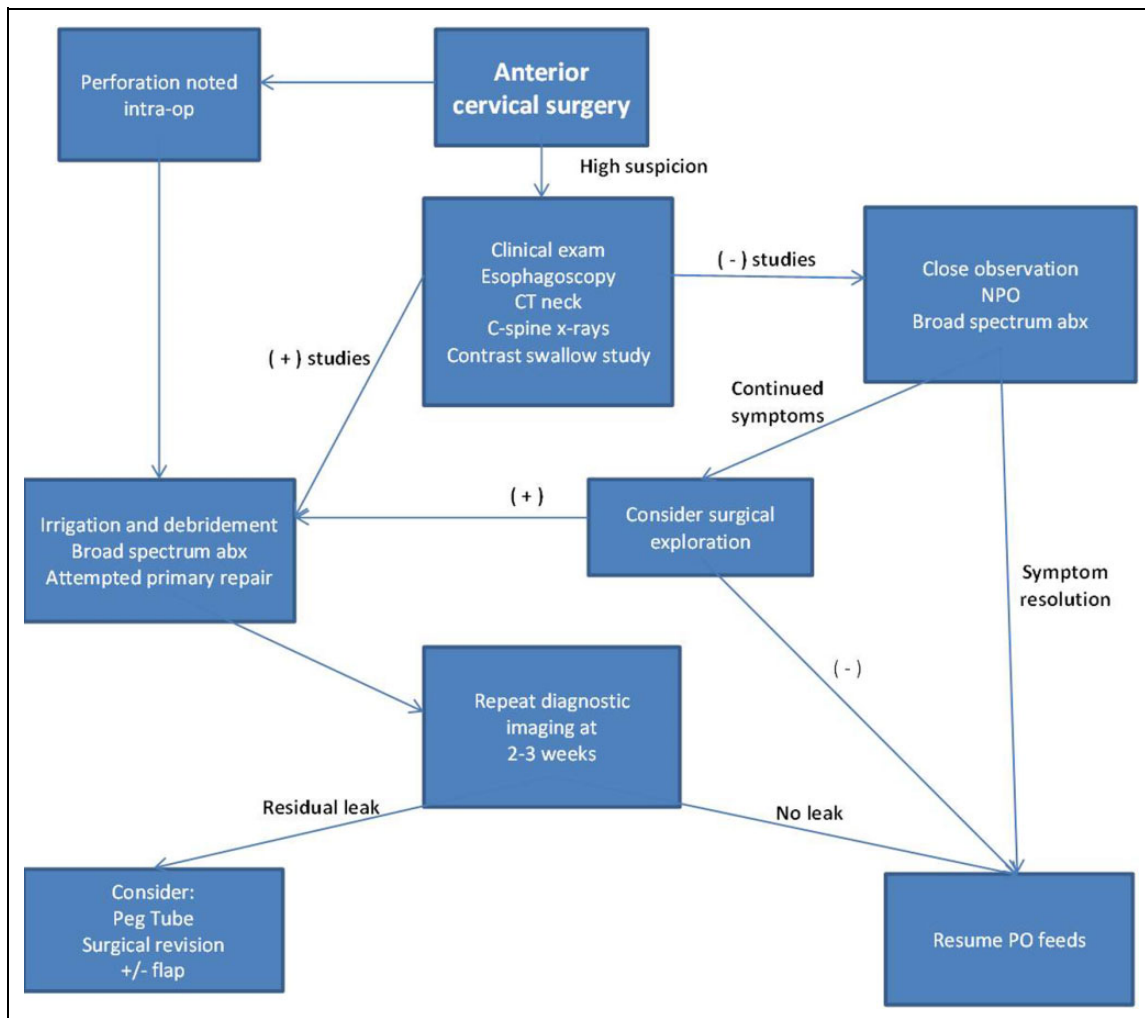 Anterior
cervical surgery
Perforation noted
intra-op
High suspicion
Clinical exam
Esophagoscopy
CT neck
C-spine x-rays
Contrast swallow study
( - ) studies
Close observation
NPO
Broad spectrum abx
( + ) studies
Continued
symptoms
Irrigation and debridement
Broad spectrum abx
Attempted primary repair
( + )
Consider surgical
exploration
Symptom
resolution
( - )
Repeat diagnostic
imaging at
2-3 weeks
Residual leak
No leak
Consider:
Peg Tube
Surgical revision
+/- flap
Resume PO feeds